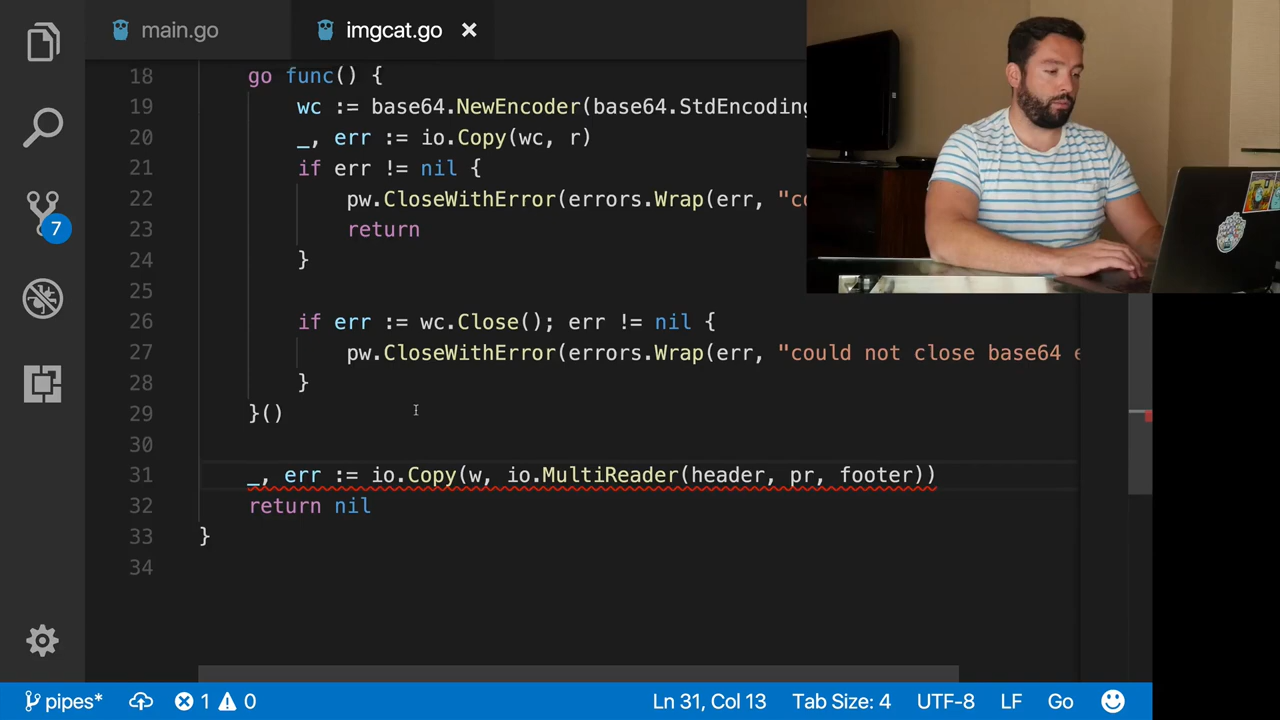 main.go
imgcat.go
18 go func() {
19 wc := base64.NewEncoder(base64.StdEncoding
20 _, err := io.Copy(wc, r)
21 if err != nil {
22 pw.CloseWithError(errors.Wrap(err, "co
23 return
24 }
25
26 if err := wc.Close(); err != nil {
27 pw.CloseWithError(errors.Wrap(err, "could not close base64 e
28 }
29 }()
30
31 _, err := io.Copy(w, io.MultiReader(header, pr, footer))
32 return nil
33 }
34
7
pipes* 1 0 Ln 31, Col 13 Tab Size: 4 UTF-8 LF Go